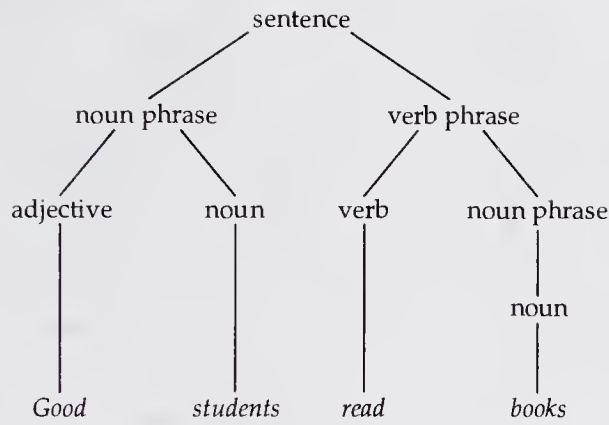 sentence
noun phrase verb phrase
adjective noun verb noun phrase
noun
Good students read books